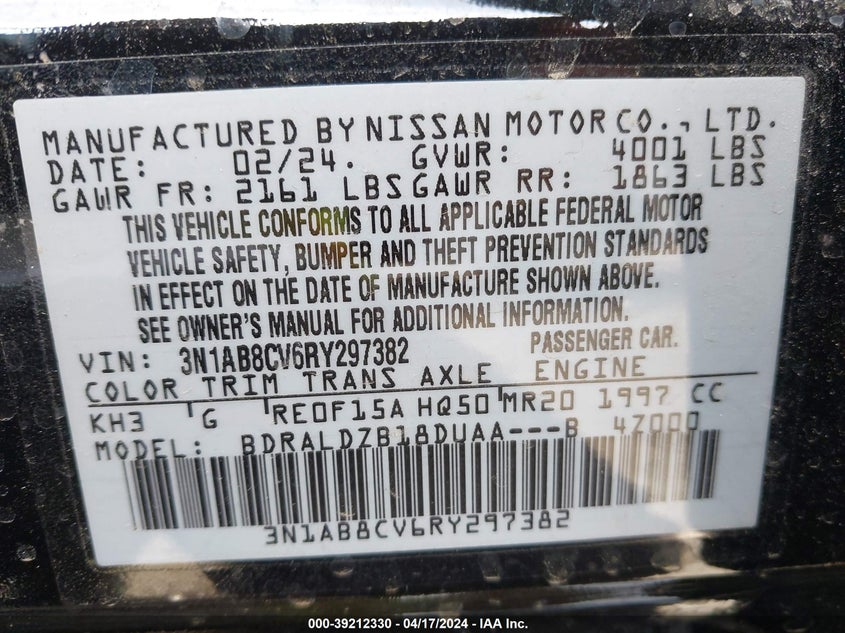 MANUFACTURED BY NISSAN MOTOR CO., LTD.
DATE: 02/24. GVWR: 4001 LBS
GAWR FR: 2161 LBS GAWR RR: 1863 LBS
THIS VEHICLE CONFORMS TO ALL APPLICABLE FEDERAL MOTOR
VEHICLE SAFETY, BUMPER AND THEFT PREVENTION STANDARDS
IN EFFECT ON THE DATE OF MANUFACTURE SHOWN ABOVE.
SEE OWNER'S MANUAL FOR ADDITIONAL INFORMATION.
VIN: 3N1AB8CV6RY297382 PASSENGER CAR.
COLOR TRIM TRANS AXLE ENGINE
KH3 G RE0F15A HQ50 MR20 1997 CC
MODEL: BDRALDZB18DUAA---B 47000
3N1AB8CV6RY297382
000-39212330 - 04/17/2024 - IAA Inc.